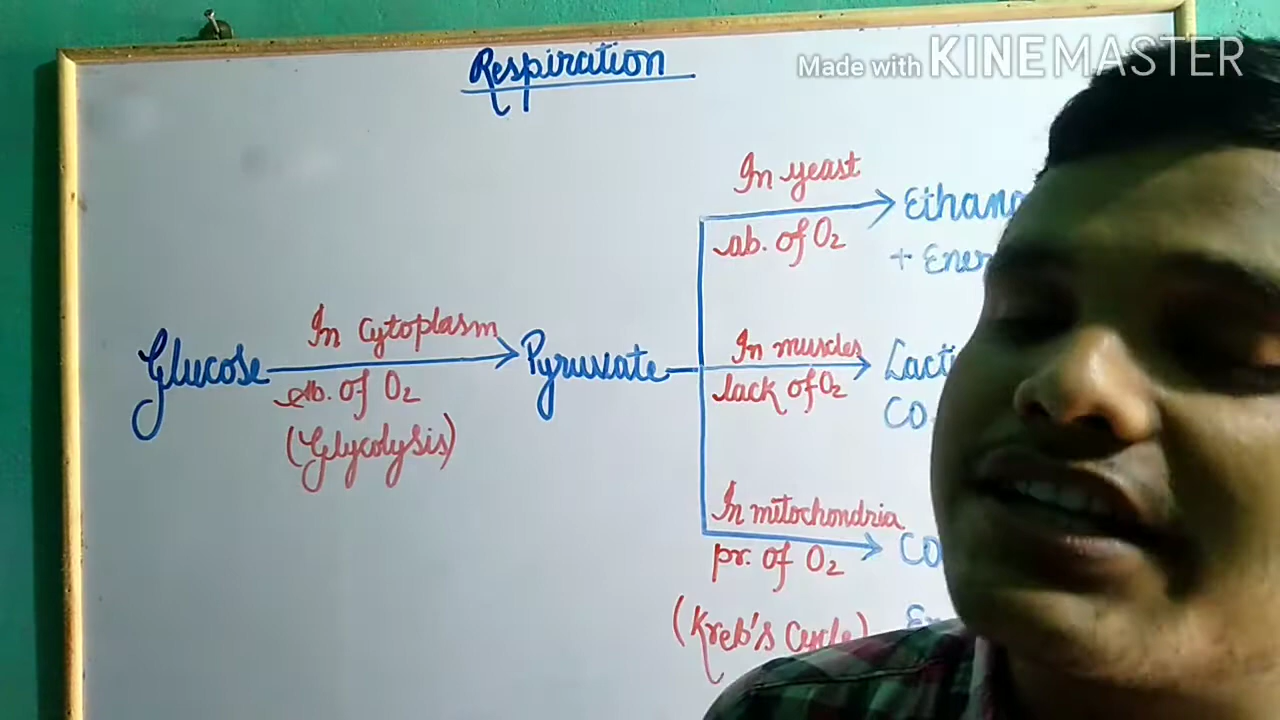 Respiration
Made with KINEMASTER
In yeast
ab. of O2
+
In Cytoplasm
Glucose
ab. of O2
(Glycolysis)
Pyruvate
In muscles
lack of O2
In mitochondria
pr. of O2
(Kreb's Cycle)